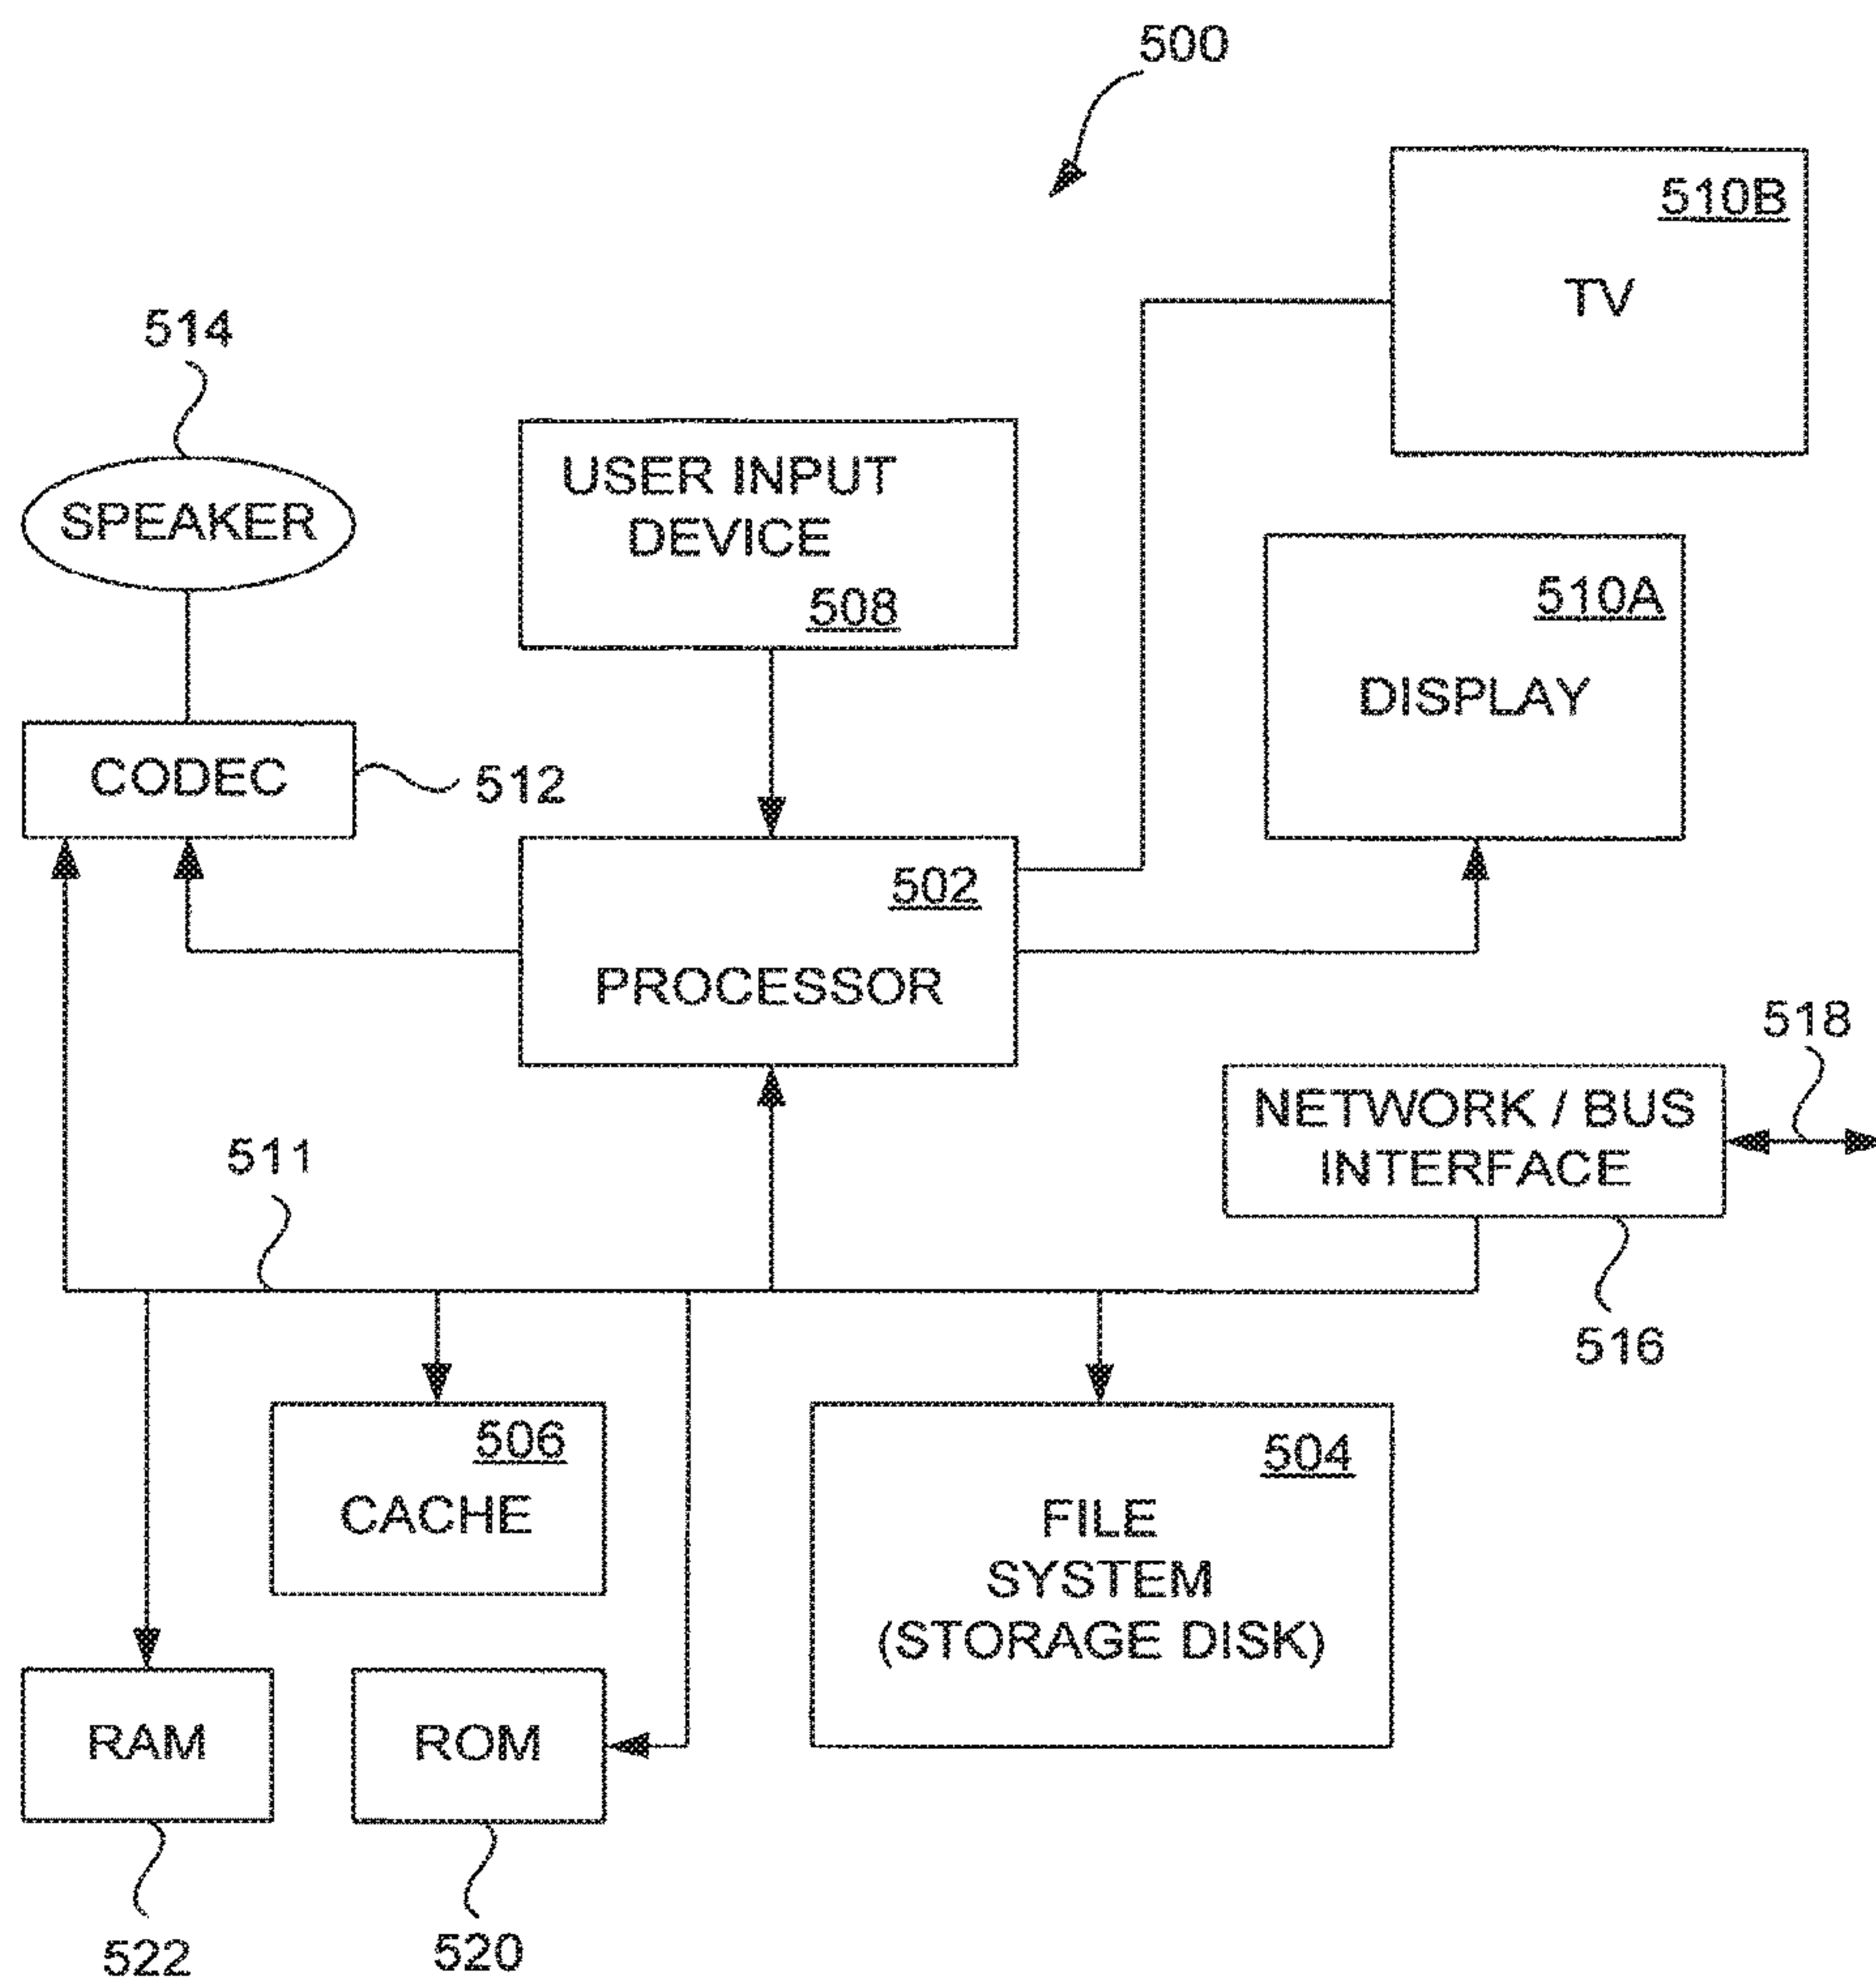 500
510B
TV
514
SPEAKER
USER INPUT
DEVICE
508
510A
DISPLAY
CODEC
512
502
PROCESSOR
518
NETWORK / BUS
INTERFACE
511
516
506
CACHE
504
FILE
SYSTEM
(STORAGE DISK)
RAM
ROM
522
520